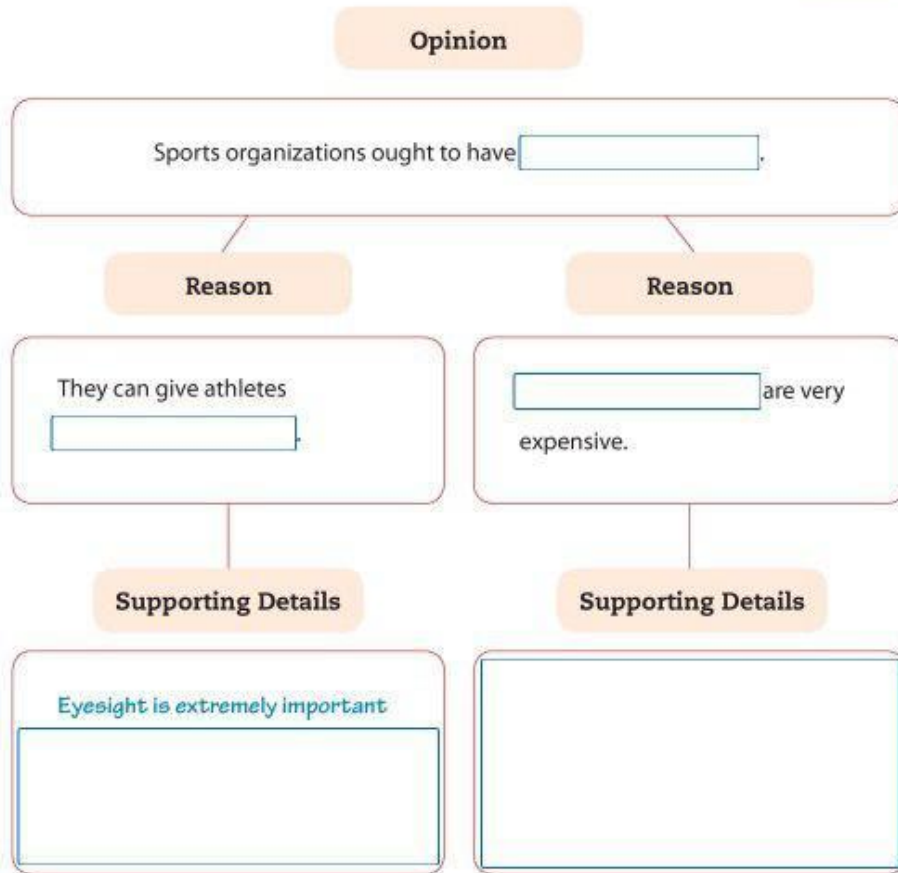 Opinion
Sports organizations ought to have .
Reason
Reason
They can give athletes
.
are very
expensive.
Supporting Details
Supporting Details
Eyesight is extremely important